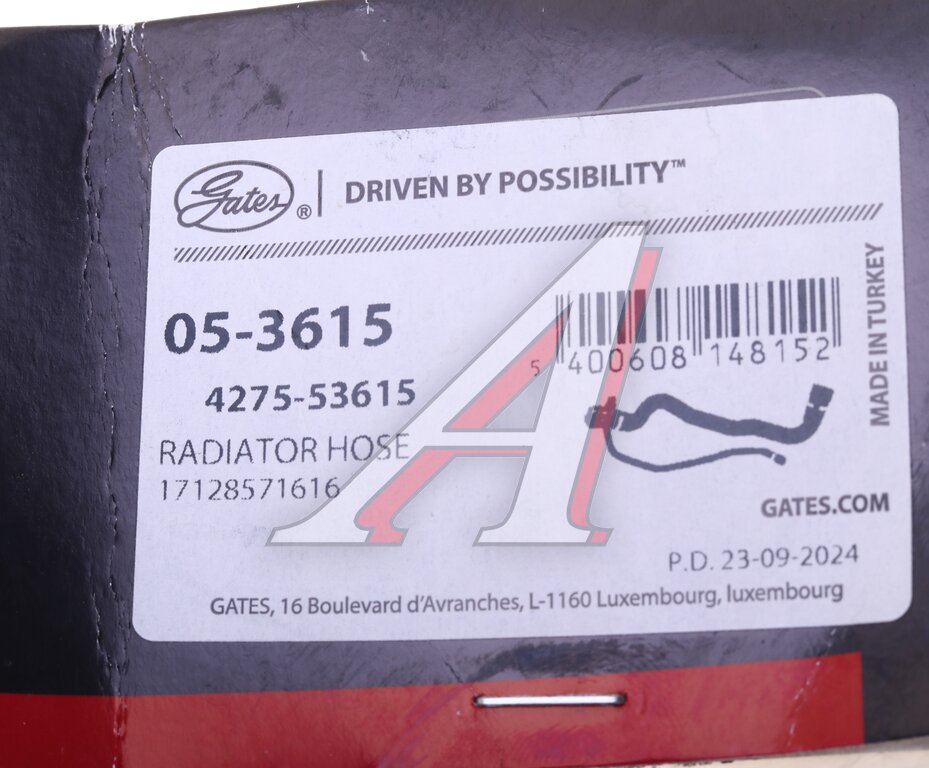 Gates ® | DRIVEN BY POSSIBILITY™
05-3615
4275-53615
RADIATOR HOSE
17128571616
5 400608 148152
MADE IN TURKEY
GATES.COM
P.D. 23-09-2024
GATES, 16 Boulevard d'Avranches, L-1160 Luxembourg, luxembourg